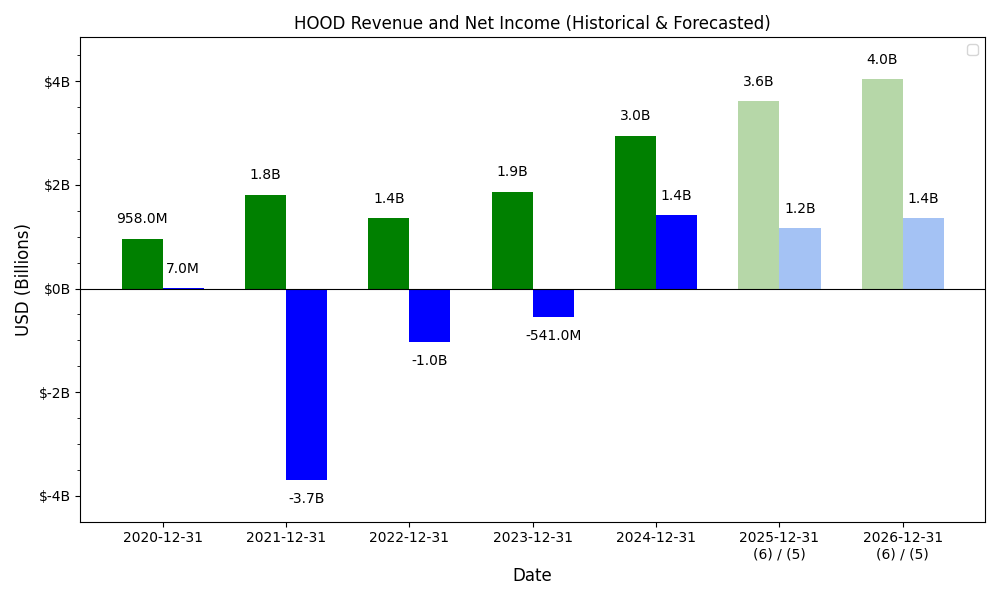 HOOD Revenue and Net Income (Historical & Forecasted)
USD (Billions)
$4B
$2B
$0B
$-2B
$-4B
958.0M
7.0M
1.8B
-3.7B
1.4B
-1.0B
1.9B
-541.0M
3.0B
1.4B
3.6B
1.2B
4.0B
1.4B
2020-12-31
2021-12-31
2022-12-31
2023-12-31
2024-12-31
2025-12-31
(6) / (5)
2026-12-31
(6) / (5)
Date